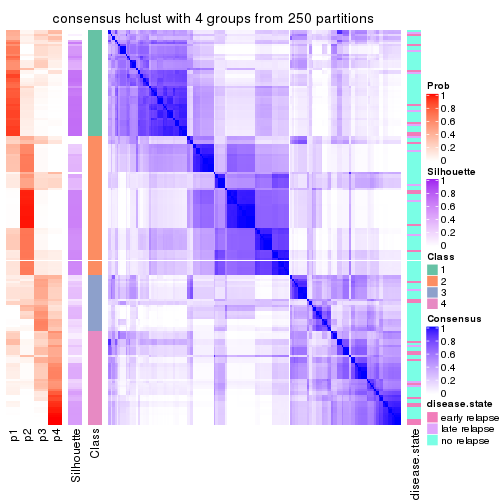 consensus hclust with 4 groups from 250 partitions
Prob
1
0.8
0.6
0.4
0.2
0
Silhouette
1
0.8
0.6
0.4
0.2
0
Class
1
2
3
4
Consensus
1
0.8
0.6
0.4
0.2
0
disease.state
early relapse
late relapse
no relapse
p1
p2
p3
p4
Silhouette
Class
disease.state